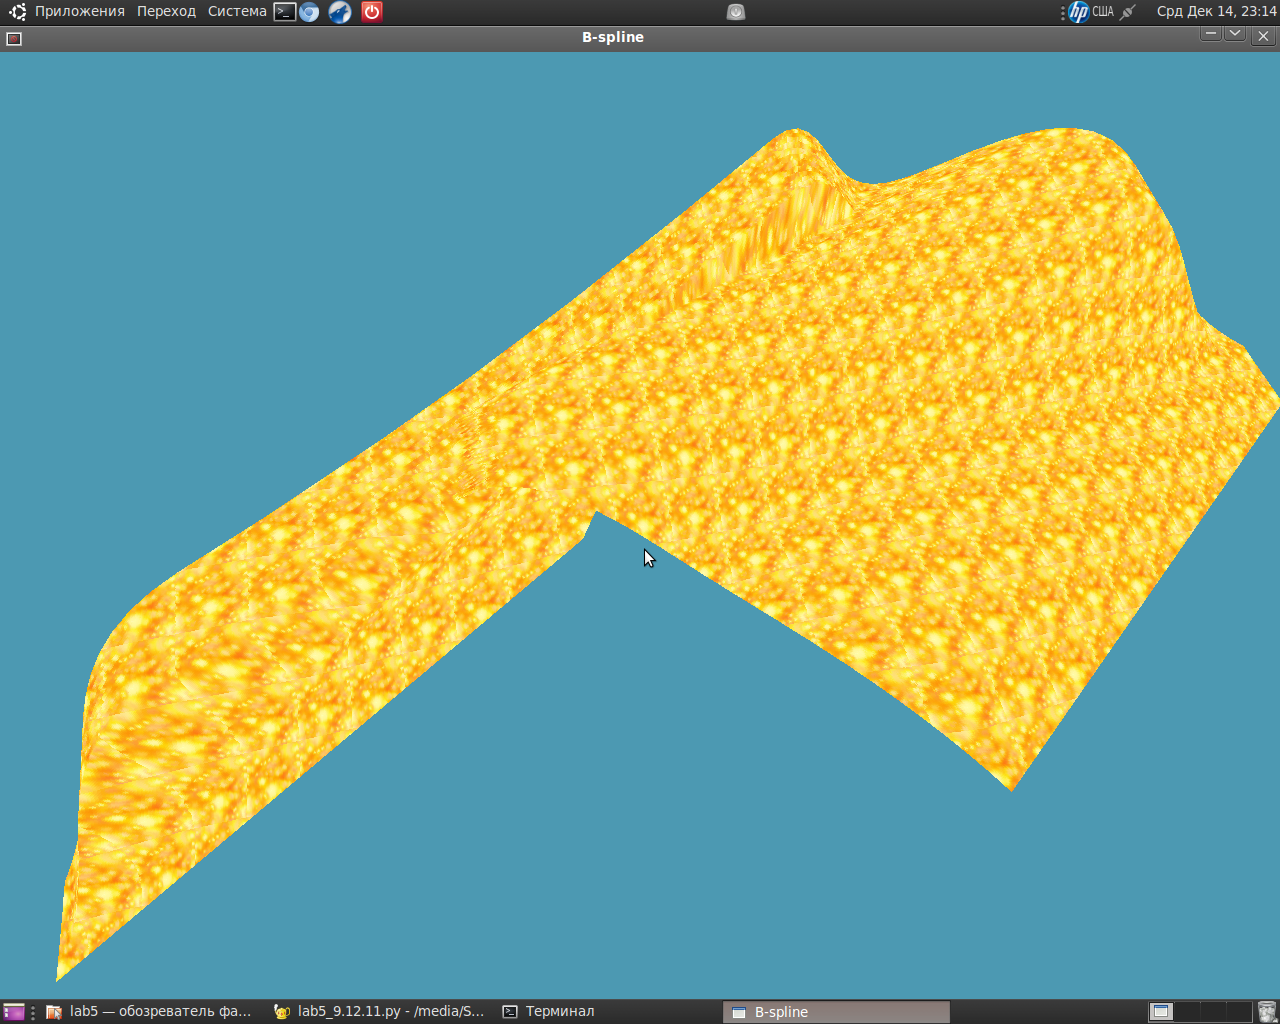 Приложения Переход Система >_ hp США Срд Дек 14, 23:14
B-spline
lab5 — обозреватель фа... lab5_9.12.11.py - /media/S... Терминал B-spline